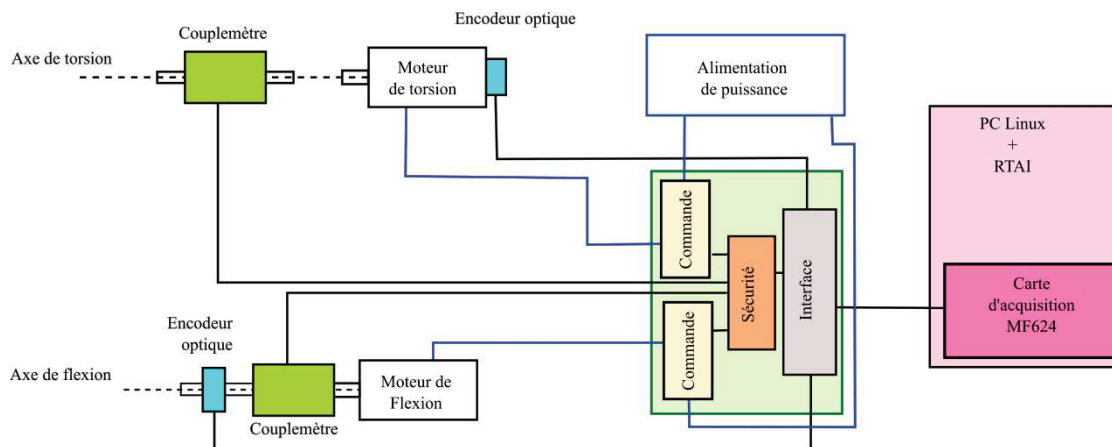 Encodeur optique
Couplemètre
Axe de torsion
Moteur
de torsion
Alimentation
de puissance
PC Linux
+
RTAI
Commande
Sécurité
Interface
Carte
d'acquisition
MF624
Commande
Encodeur
optique
Axe de flexion
Moteur de
Flexion
Couplemètre